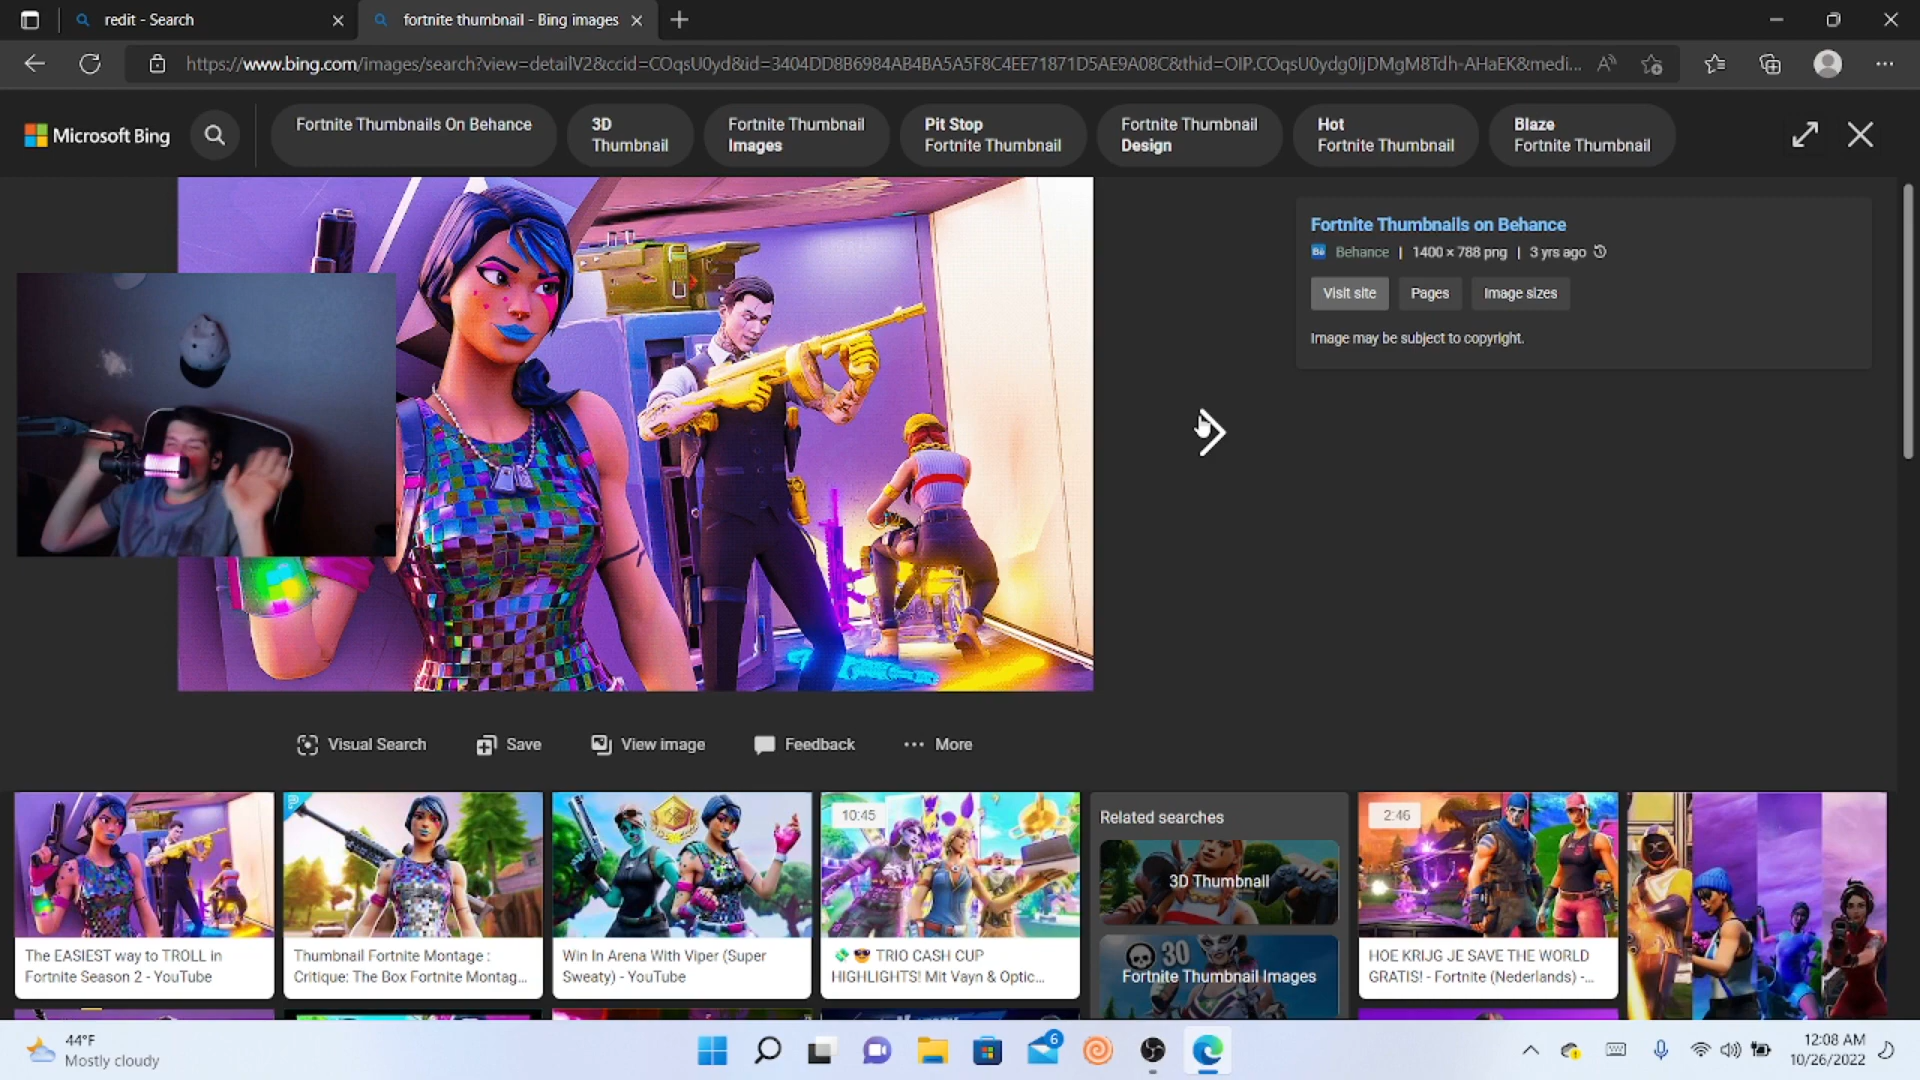 redit - Search
fortnite thumbnail - Bing images
https://www.bing.com/images/search?view=detailV2&ccid=COqsU0yd&id=3404DD8B6984AB4BA5A5F8C4EE71871D5AE9A08C&thid=OIP.COqsU0ydg0IjDMgM8Tdh-AHaEK&medi...
Microsoft Bing
Fortnite Thumbnails On Behance
3D
Thumbnail
Fortnite Thumbnail
Images
Pit Stop
Fortnite Thumbnail
Fortnite Thumbnail
Design
Hot
Fortnite Thumbnail
Blaze
Fortnite Thumbnail
Fortnite Thumbnails on Behance
Bē Behance | 1400 × 788 png | 3 yrs ago
Visit site
Pages
Image sizes
Image may be subject to copyright.
Visual Search
Save
View image
Feedback
... More
10:45
Related searches
2:46
3D Thumbnail
The EASIEST way to TROLL in
Fortnite Season 2 - YouTube
Thumbnail Fortnite Montage :
Critique: The Box Fortnite Montag...
Win In Arena With Viper (Super
Sweaty) - YouTube
TRIO CASH CUP
HIGHLIGHTS! Mit Vayn & Optic...
30
Fortnite Thumbnail Images
HOE KRIJG JE SAVE THE WORLD
GRATIS! - Fortnite (Nederlands) -...
44°F
Mostly cloudy
6
12:08 AM
10/26/2022